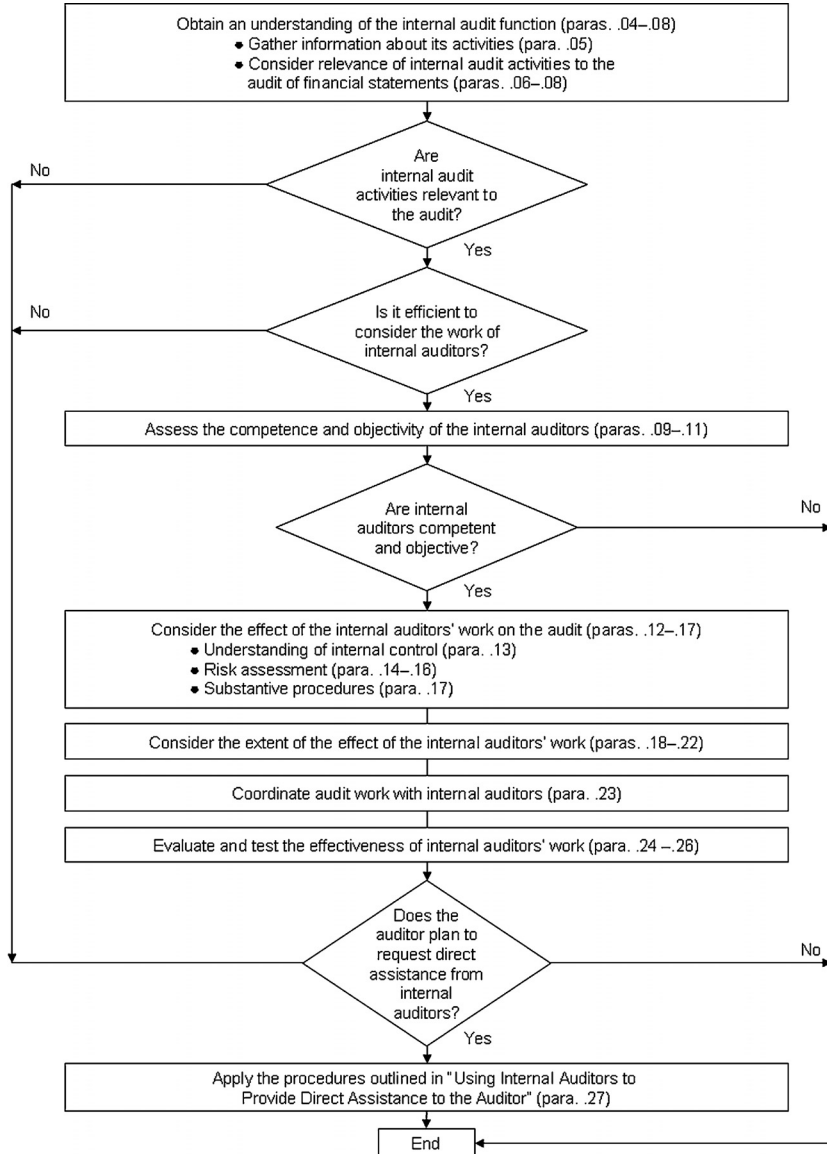 Obtain an understanding of the internal audit function (paras. .04–.08)
● Gather information about its activities (para. .05)
● Consider relevance of internal audit activities to the
audit of financial statements (paras. .06–.08)
Are
internal audit
activities relevant to
the audit?
No
Yes
Is it efficient to
consider the work of
internal auditors?
No
Yes
Assess the competence and objectivity of the internal auditors (paras. .09–.11)
Are internal
auditors competent
and objective?
No
Yes
Consider the effect of the internal auditors' work on the audit (paras. .12–.17)
● Understanding of internal control (para. .13)
● Risk assessment (para. .14–.16)
● Substantive procedures (para. .17)
Consider the extent of the effect of the internal auditors' work (paras. .18–.22)
Coordinate audit work with internal auditors (para. .23)
Evaluate and test the effectiveness of internal auditors' work (para. .24 –.26)
Does the
auditor plan to
request direct
assistance from
internal
auditors?
No
Yes
Apply the procedures outlined in "Using Internal Auditors to
Provide Direct Assistance to the Auditor" (para. .27)
End